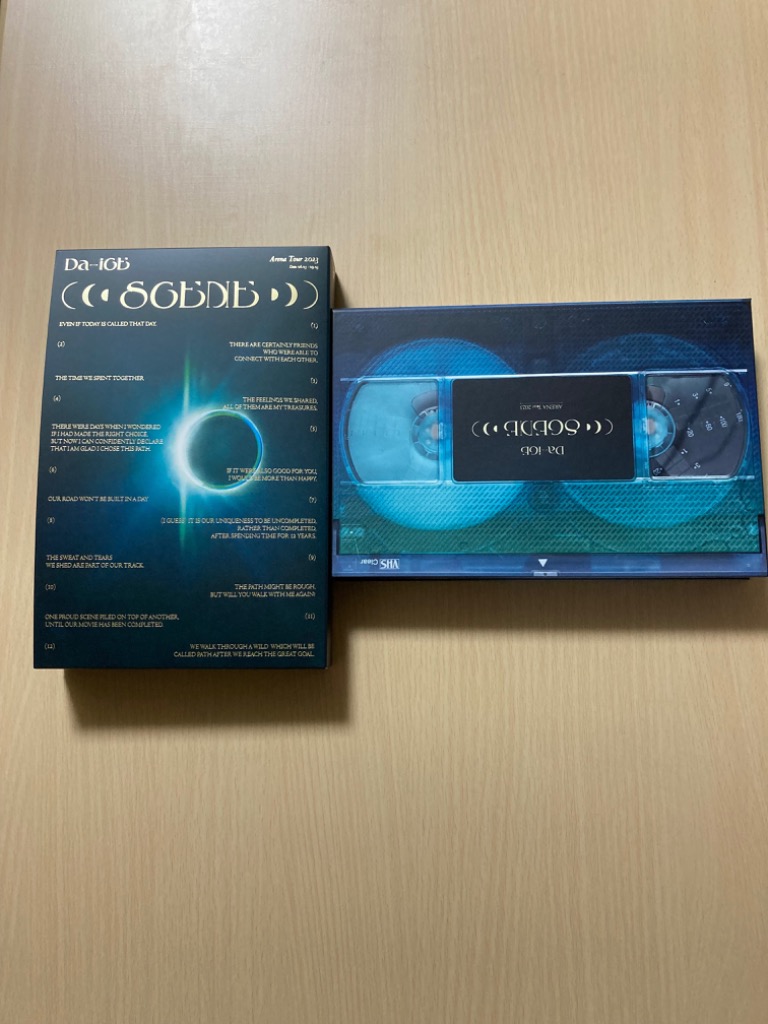 Da-iCE
Arena Tour 2023
SCENE
EVEN IF TODAY IS CALLED THAT DAY.
(1)
(2)
THERE ARE CERTAINLY FRIENDS
WHO WERE ABLE TO
CONNECT WITH EACH OTHER.
THE TIME WE SPENT TOGETHER
(3)
(4)
THE FEELINGS WE SHARED,
ALL OF THEM ARE MY TREASURES.
THERE WERE DAYS WHEN I WONDERED
IF I HAD MADE THE RIGHT CHOICE,
BUT NOW I CAN CONFIDENTLY DECLARE
THAT I AM GLAD I CHOSE THIS PATH.
(5)
(6)
IF IT WERE ALSO GOOD FOR YOU,
I WOULD BE MORE THAN HAPPY.
OUR ROAD WON'T BE BUILT IN A DAY
(7)
(8)
(I GUESS) IT IS OUR UNIQUENESS TO BE UNCOMPLETED,
RATHER THAN COMPLETED,
AFTER SPENDING TIME FOR 12 YEARS.
THE SWEAT AND TEARS
WE SHED ARE PART OF OUR TRACK.
(9)
(10)
THE PATH MIGHT BE ROUGH,
BUT WILL YOU WALK WITH ME AGAIN?
ONE PROUD SCENE PILED ON TOP OF ANOTHER,
UNTIL OUR MOVIE HAS BEEN COMPLETED.
(11)
(12)
WE WALK THROUGH A WILD WHICH WILL BE
CALLED PATH AFTER WE REACH THE GREAT GOAL.
Da-iCE
SCENE
ARENA Tour 2023
VHS
Clear